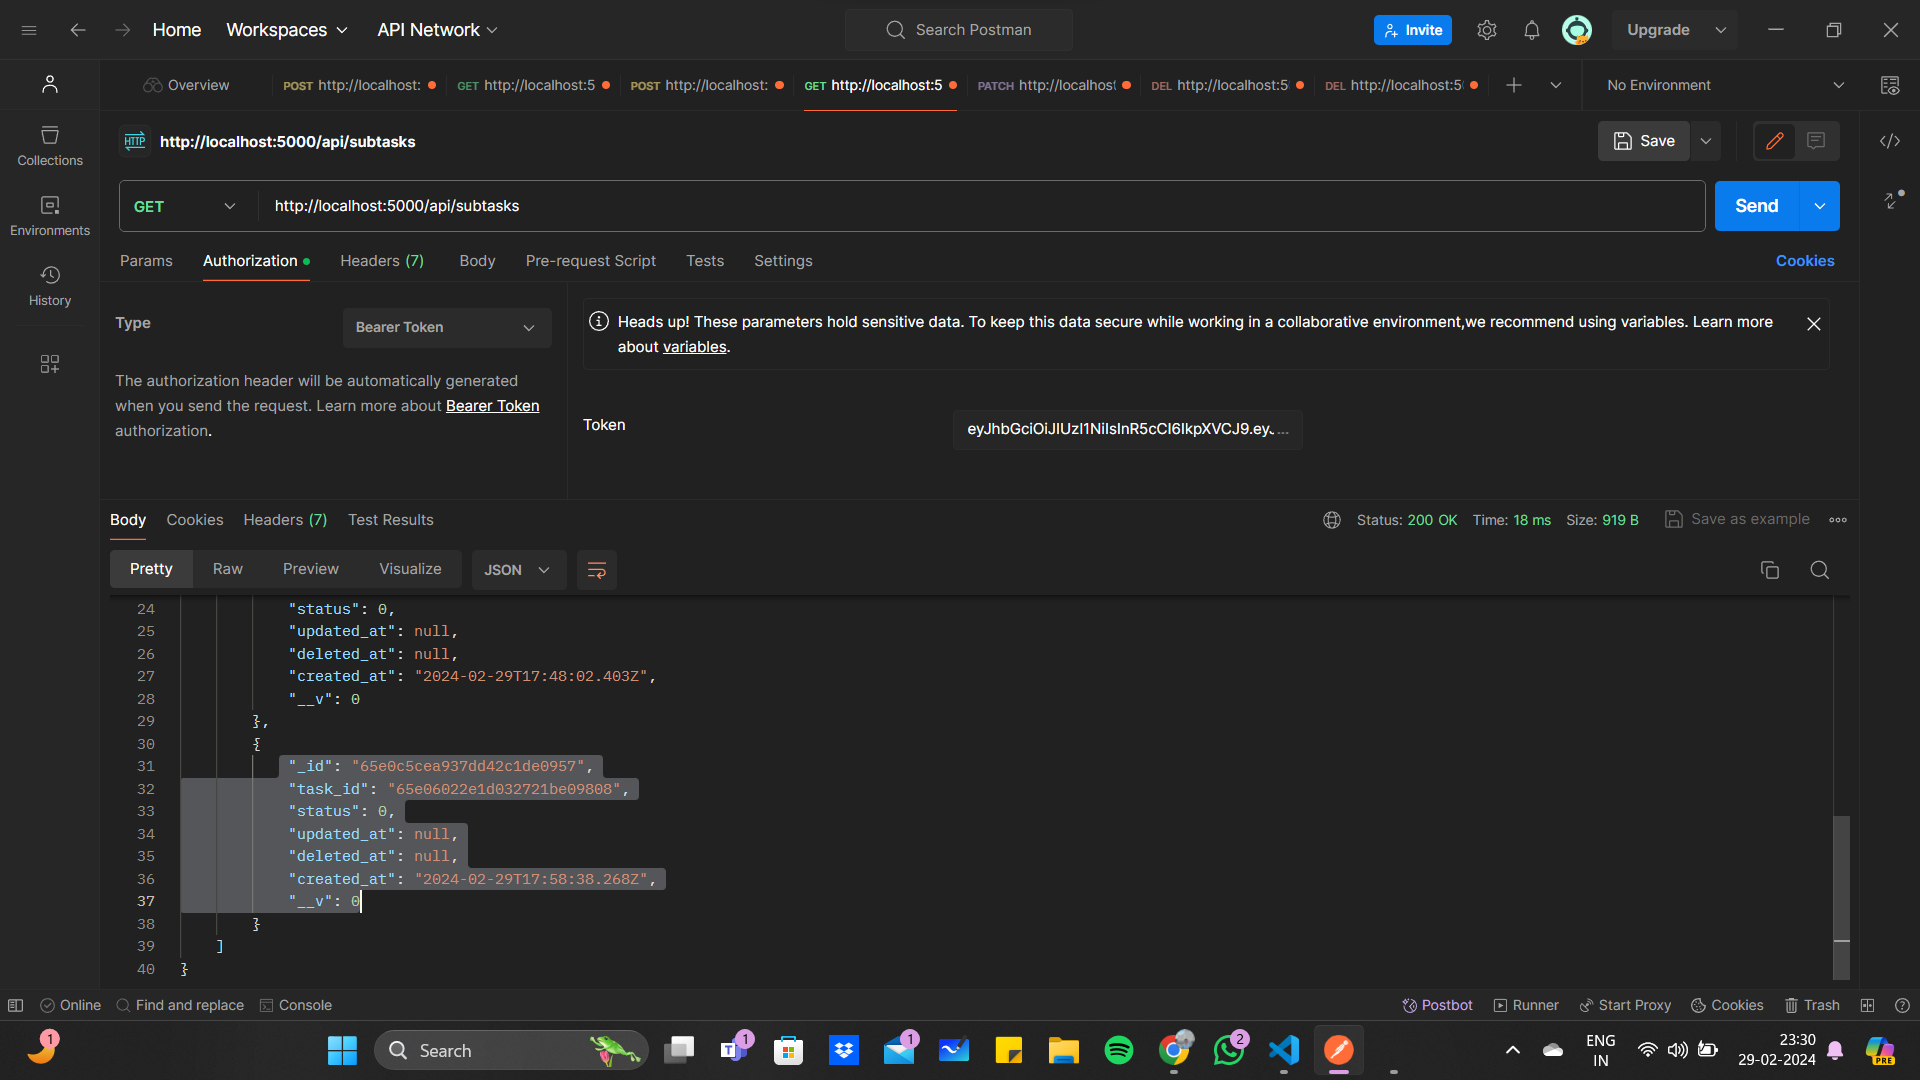 Home Workspaces API Network Search Postman Invite Upgrade
Overview POST http://localhost: GET http://localhost:5 POST http://localhost: GET http://localhost:5 PATCH http://localhost DEL http://localhost:5 DEL http://localhost:5 No Environment
HTTP http://localhost:5000/api/subtasks Save
Collections
GET http://localhost:5000/api/subtasks Send
Environments
Params Authorization Headers (7) Body Pre-request Script Tests Settings Cookies
History
Type Bearer Token
Heads up! These parameters hold sensitive data. To keep this data secure while working in a collaborative environment,we recommend using variables. Learn more
about variables.
The authorization header will be automatically generated
when you send the request. Learn more about Bearer Token
authorization.
Token eyJhbGciOiJIUzI1NiIsInR5cCI6IkpXVCJ9.eyJ...
Body Cookies Headers (7) Test Results Status: 200 OK Time: 18 ms Size: 919 B Save as example
Pretty Raw Preview Visualize JSON
24 "status": 0,
25 "updated_at": null,
26 "deleted_at": null,
27 "created_at": "2024-02-29T17:48:02.403Z",
28 "__v": 0
29 },
30 {
31 "_id": "65e0c5cea937dd42c1de0957",
32 "task_id": "65e06022e1d032721be09808",
33 "status": 0,
34 "updated_at": null,
35 "deleted_at": null,
36 "created_at": "2024-02-29T17:58:38.268Z",
37 "__v": 0
38 }
39 ]
40 }
Online Find and replace Console Postbot Runner Start Proxy Cookies Trash
1 Search 1 1 2 ENG 23:30
IN 29-02-2024 PRE